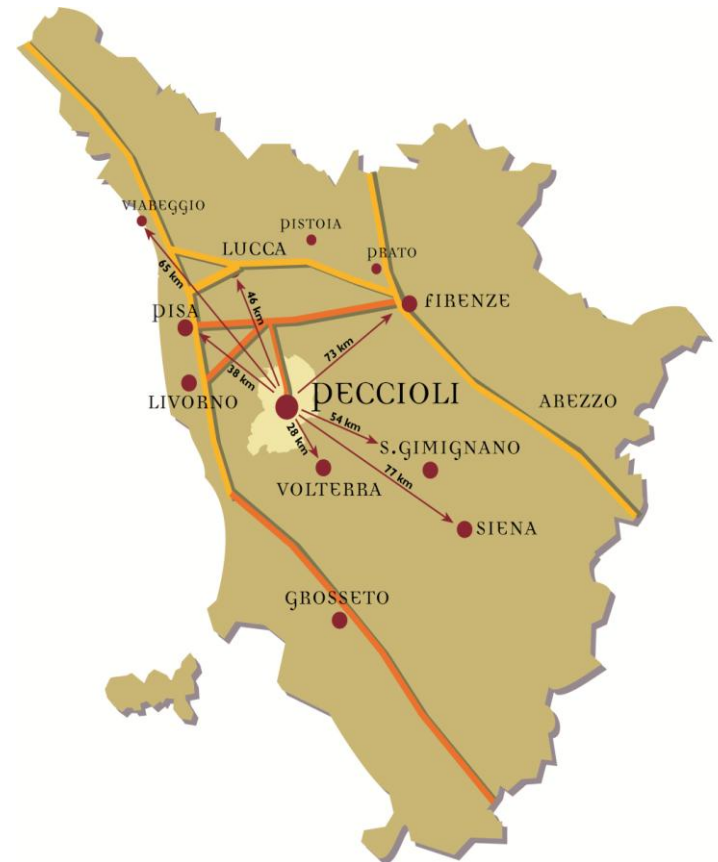 VIAREGGIO
PISTOIA
LUCCA
PRATO
65 km
46 km
PISA
FIRENZE
73 km
38 km
LIVORNO
PECCIOLI
AREZZO
54 km
28 km
S.GIMIGNANO
77 km
VOLTERRA
SIENA
GROSSETO